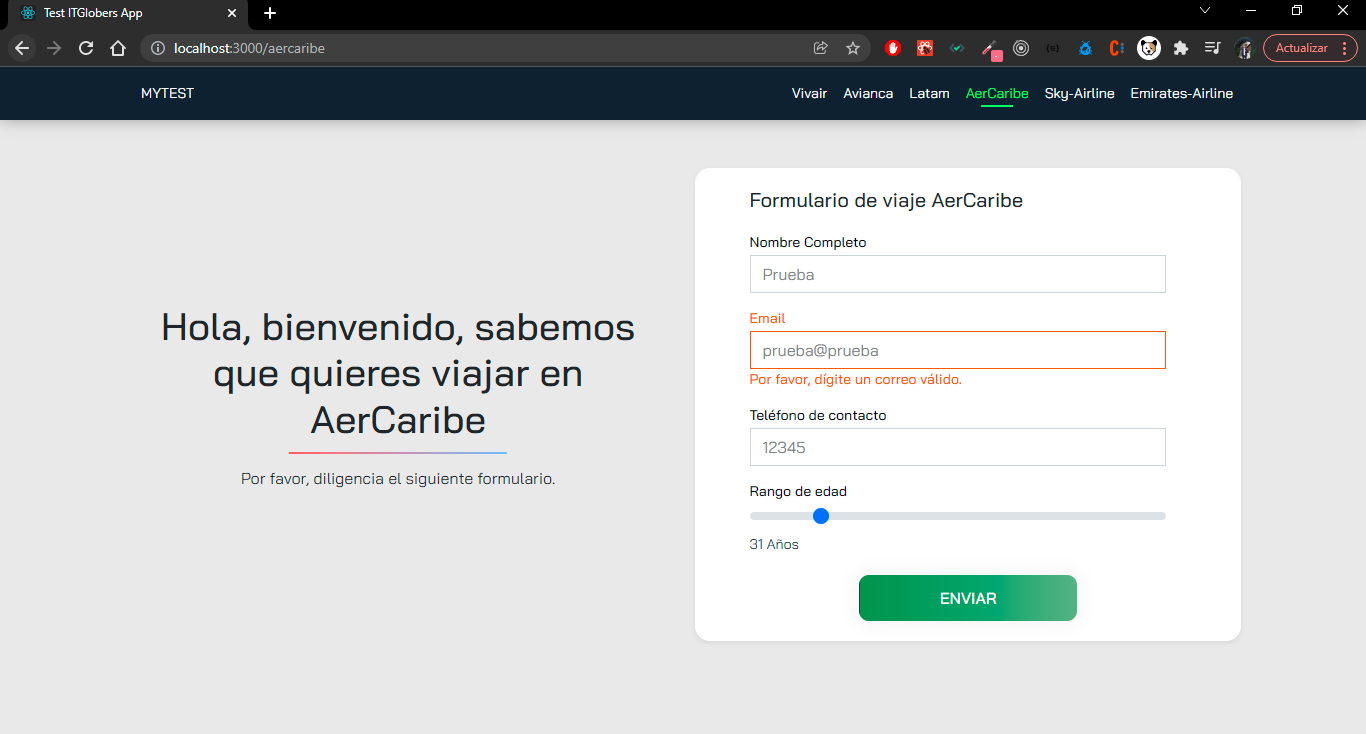 Test ITGlobers App
localhost:3000/aercaribe
Actualizar
MYTEST
Vivair Avianca Latam AerCaribe Sky-Airline Emirates-Airline
Hola, bienvenido, sabemos
que quieres viajar en
AerCaribe
Por favor, diligencia el siguiente formulario.
Formulario de viaje AerCaribe
Nombre Completo
Prueba
Email
prueba@prueba
Por favor, dígite un correo válido.
Teléfono de contacto
12345
Rango de edad
31 Años
ENVIAR